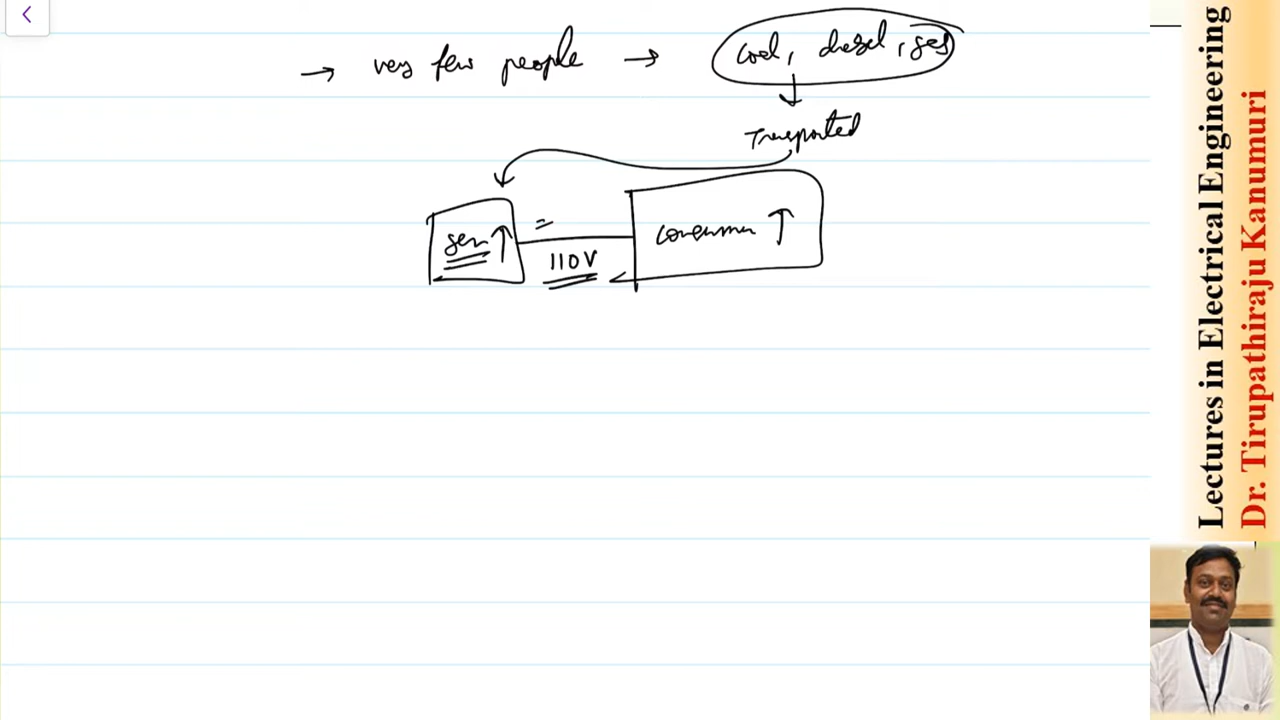 → very few people → coal, diesel, gas
Transported
gen ↑ = 110V consumer ↑
Lectures in Electrical Engineering
Dr. Tirupathiraju Kanumuri